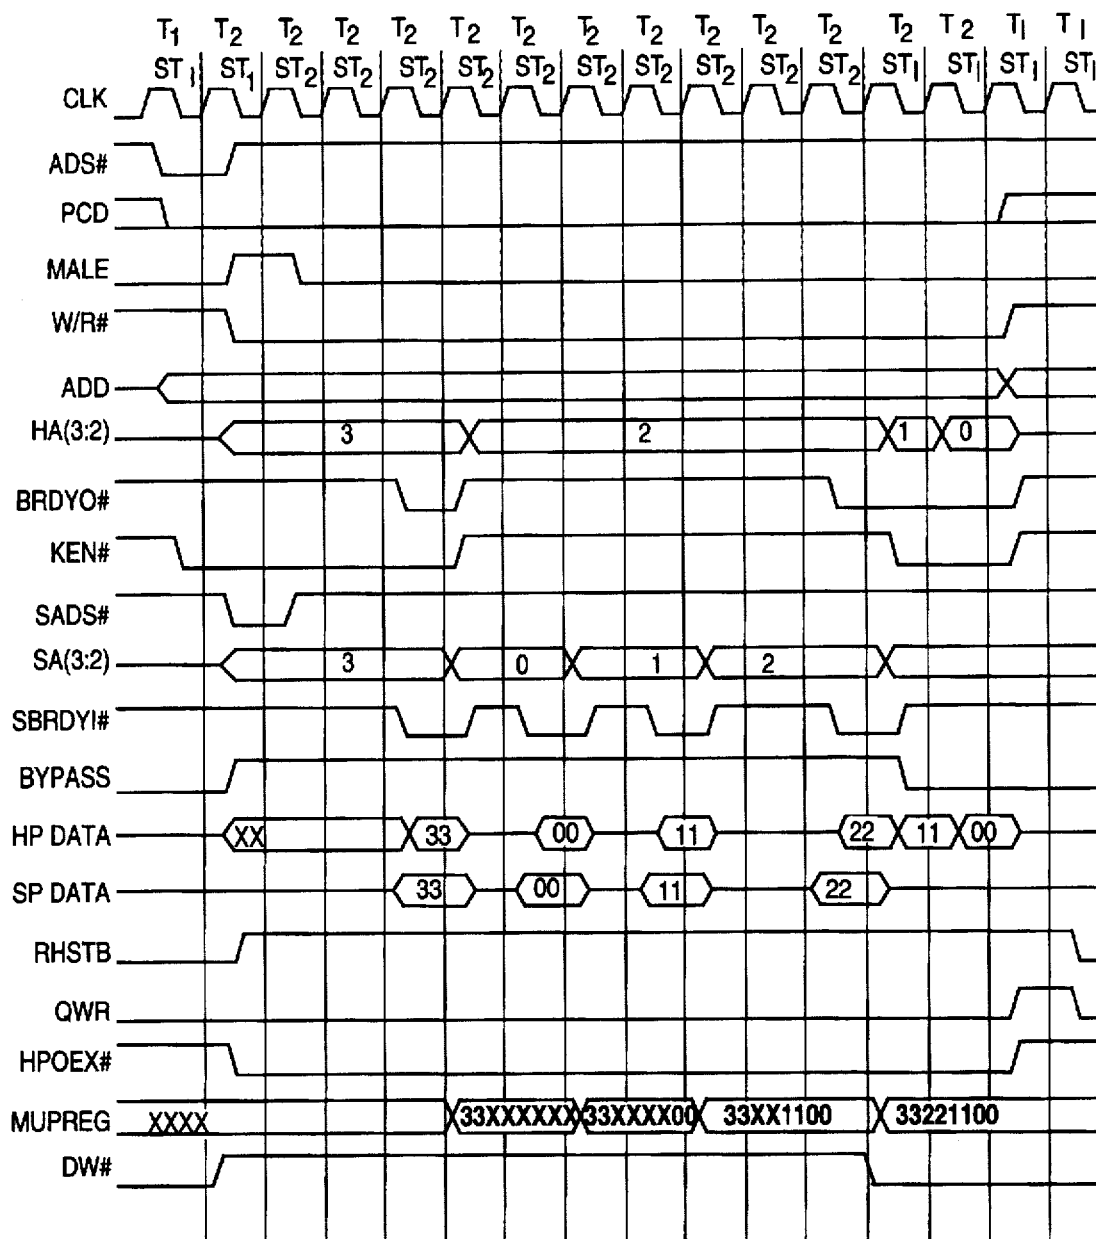 T1 T2 T2 T2 T2 T2 T2 T2 T2 T2 T2 T2 T2 T2 TI TI
STI ST1 ST2 ST2 ST2 ST2 ST2 ST2 ST2 ST2 ST2 ST2 STI STI STI STI
CLK
ADS#
PCD
MALE
W/R#
ADD
HA(3:2) 3 2 1 0
BRDYO#
KEN#
SADS#
SA(3:2) 3 0 1 2
SBRDYI#
BYPASS
HP DATA XX 33 00 11 22 11 00
SP DATA 33 00 11 22
RHSTB
QWR
HPOEX#
MUPREG XXXX 33XXXXXX 33XXXX00 33XX1100 33221100
DW#